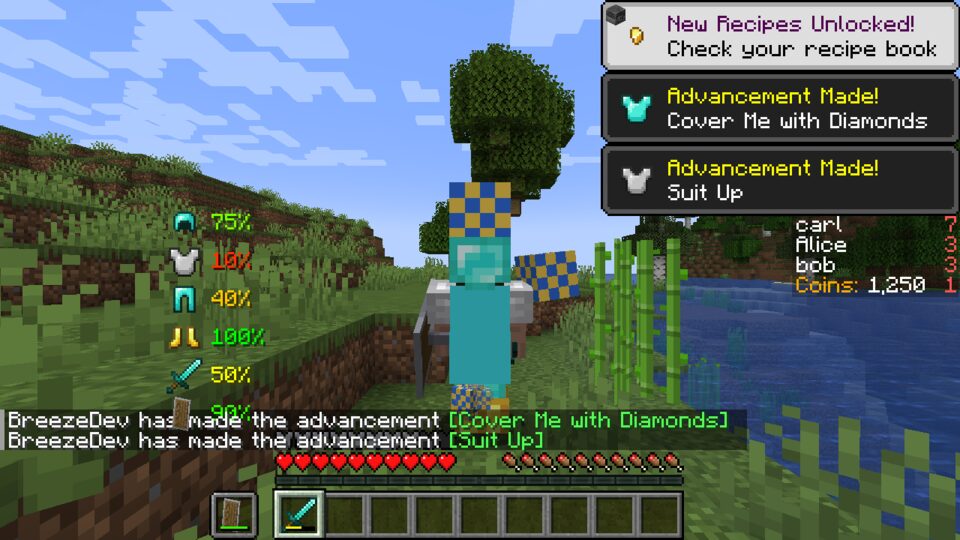 New Recipes Unlocked!
Check your recipe book
Advancement Made!
Cover Me with Diamonds
Advancement Made!
Suit Up
carl 7
Alice 3
bob 3
Coins: 1,250 1
75%
10%
40%
100%
50%
90%
BreezeDev has made the advancement [Cover Me with Diamonds]
BreezeDev has made the advancement [Suit Up]